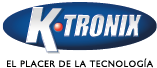 K-TRONIX
EL PLACER DE LA TECNOLOGÍA